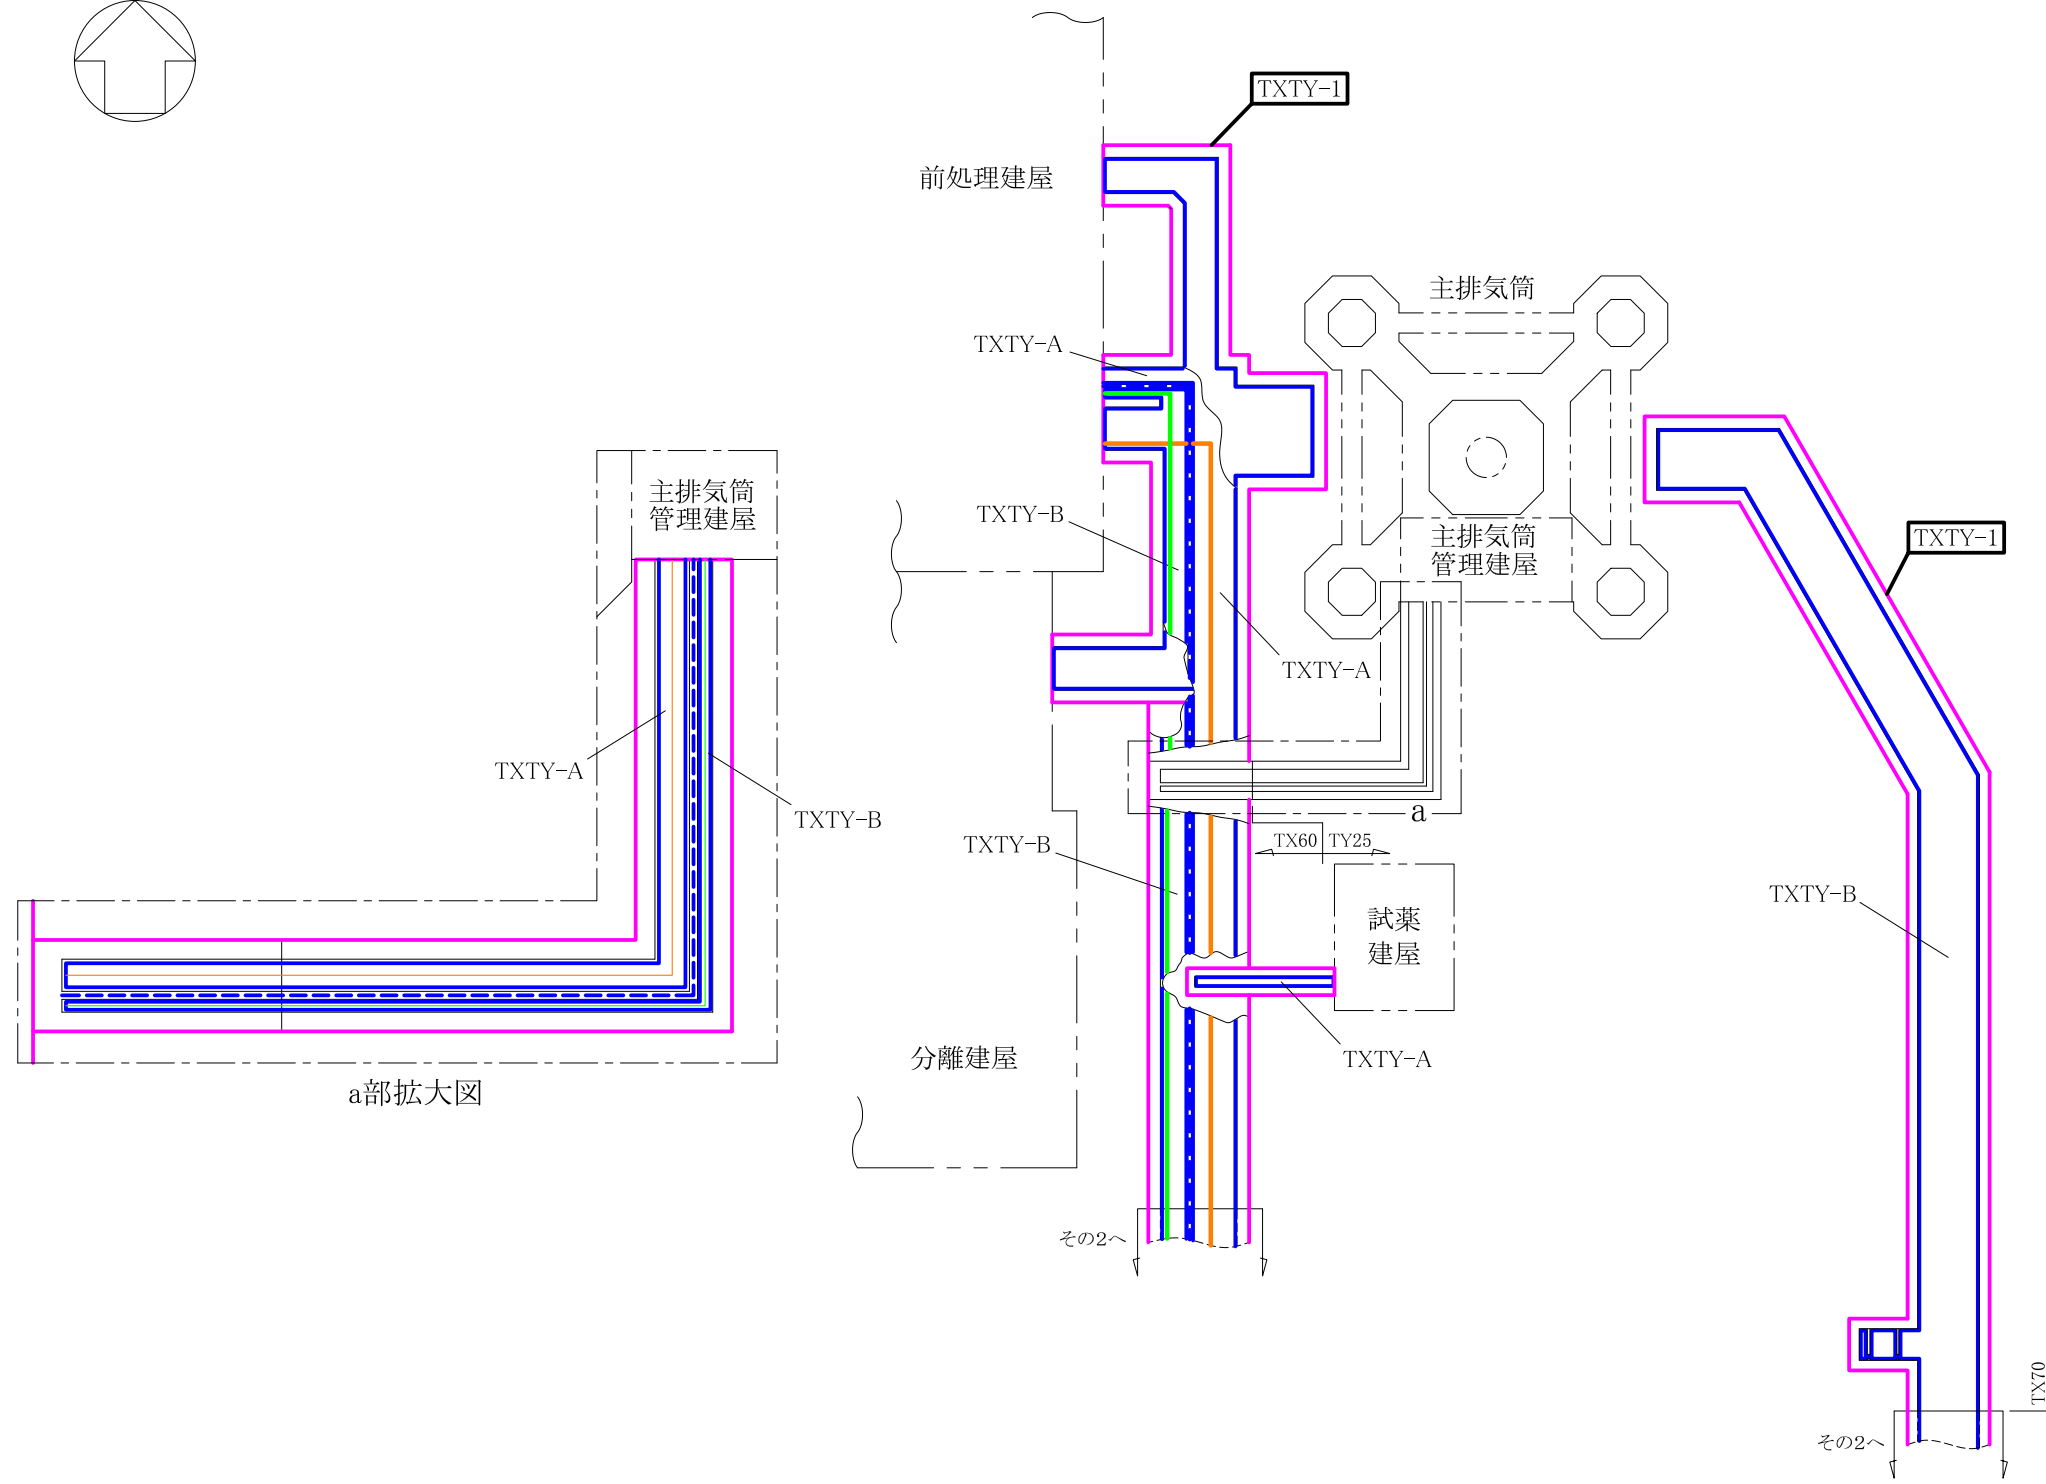 TXTY-1
前処理建屋
主排気筒
TXTY-A
主排気筒
管理建屋
TXTY-B
主排気筒
管理建屋
TXTY-1
TXTY-A
TXTY-A
TXTY-B
a
TXTY-B
TX60
TY25
TXTY-B
試薬
建屋
分離建屋
TXTY-A
a部拡大図
その2へ
TX70
その2へ